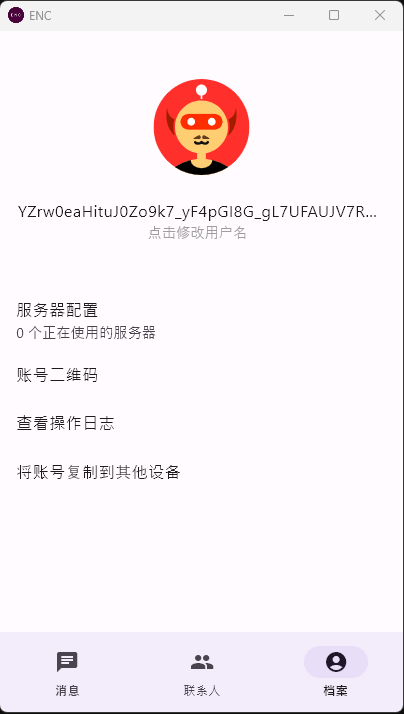 ENC
YZrw0eaHituJ0Zo9k7_yF4pGI8G_gL7UFAUJV7R...
点击修改用户名
服务器配置
0 个正在使用的服务器
账号二维码
查看操作日志
将账号复制到其他设备
消息
联系人
档案